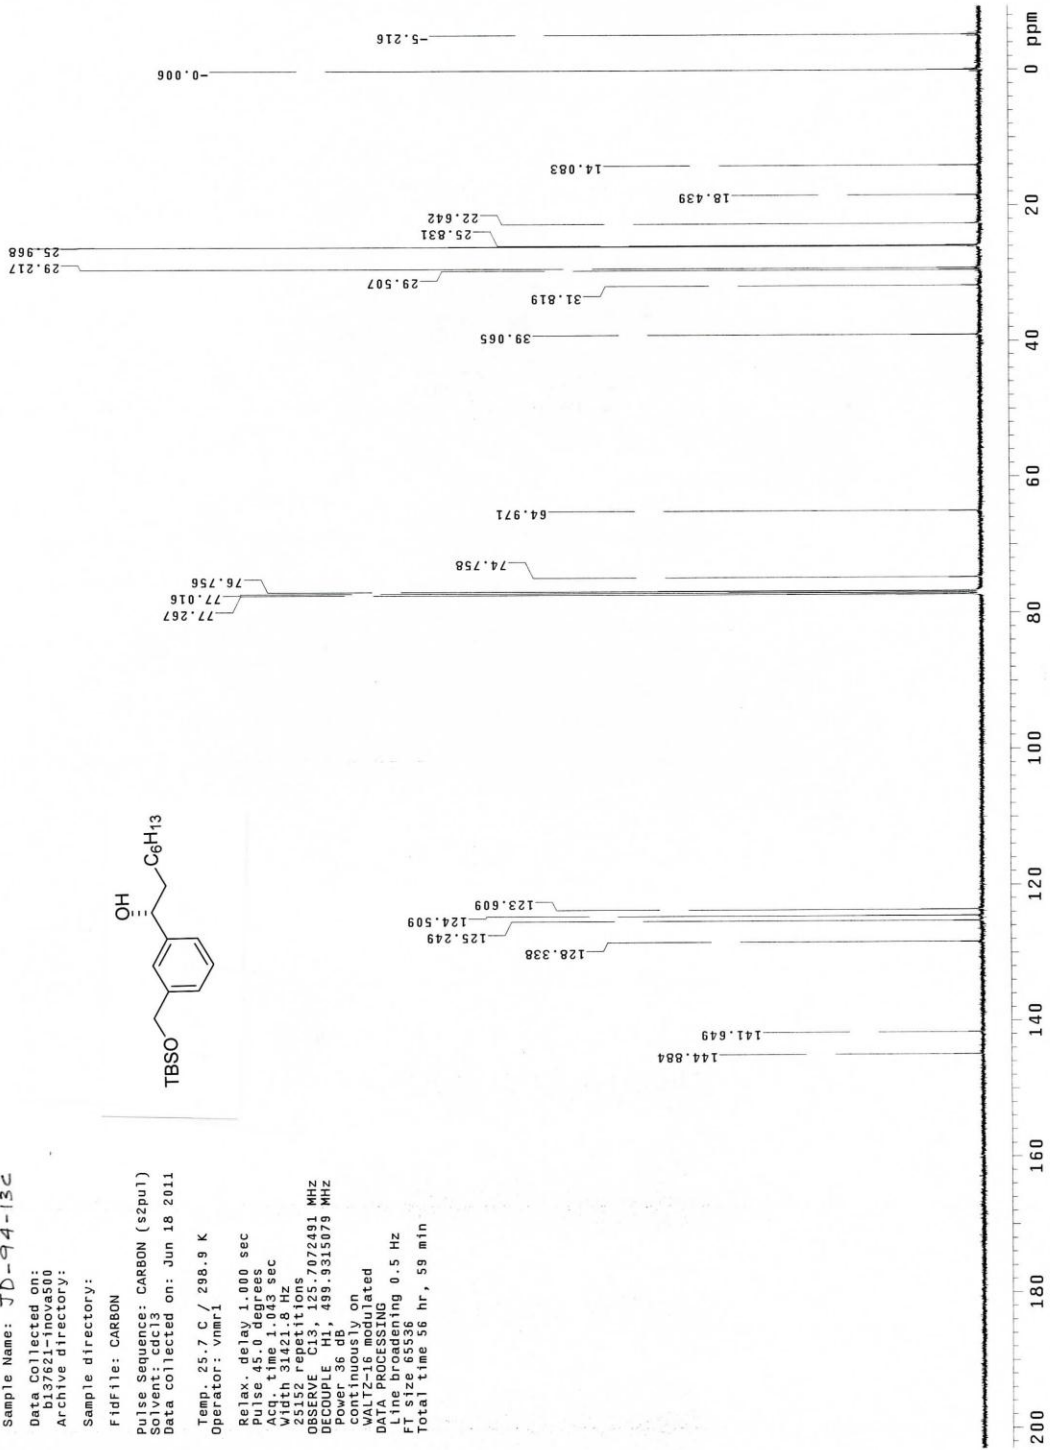 Sample Name: JD-94-13C
Data Collected on:
b137621-inova500
Archive directory:
Sample directory:
FidFile: CARBON
Pulse Sequence: CARBON (s2pul)
Solvent: cdcl3
Data collected on: Jun 18 2011
Temp. 25.7 C / 298.9 K
Operator: vnmr1
Relax. delay 1.000 sec
Pulse 45.0 degrees
Acq. time 1.043 sec
Width 31421.8 Hz
25152 repetitions
OBSERVE C13, 125.7072491 MHz
DECOUPLE H1, 499.9315079 MHz
Power 36 dB
continuously on
WALTZ-16 modulated
DATA PROCESSING
Line broadening 0.5 Hz
FT size 65536
Total time 56 hr, 59 min
OH
C6H13
TBSO
144.884
141.649
128.338
125.249
124.509
123.609
77.267
77.016
76.756
74.758
64.971
39.065
31.819
29.507
29.217
25.968
25.831
22.642
18.439
14.083
-0.006
-5.216
200 180 160 140 120 100 80 60 40 20 0 ppm